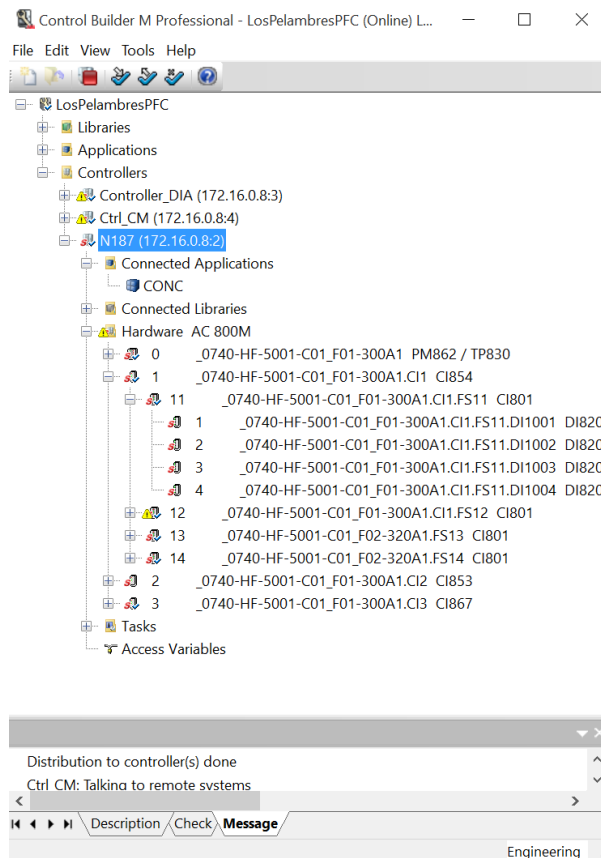 Control Builder M Professional - LosPelambresPFC (Online) L...
File Edit View Tools Help
LosPelambresPFC
Libraries
Applications
Controllers
Controller_DIA (172.16.0.8:3)
Ctrl_CM (172.16.0.8:4)
N187 (172.16.0.8:2)
Connected Applications
CONC
Connected Libraries
Hardware AC 800M
0 _0740-HF-5001-C01_F01-300A1 PM862 / TP830
1 _0740-HF-5001-C01_F01-300A1.CI1 CI854
11 _0740-HF-5001-C01_F01-300A1.CI1.FS11 CI801
1 _0740-HF-5001-C01_F01-300A1.CI1.FS11.DI1001 DI820
2 _0740-HF-5001-C01_F01-300A1.CI1.FS11.DI1002 DI820
3 _0740-HF-5001-C01_F01-300A1.CI1.FS11.DI1003 DI820
4 _0740-HF-5001-C01_F01-300A1.CI1.FS11.DI1004 DI820
12 _0740-HF-5001-C01_F01-300A1.CI1.FS12 CI801
13 _0740-HF-5001-C01_F02-320A1.FS13 CI801
14 _0740-HF-5001-C01_F02-320A1.FS14 CI801
2 _0740-HF-5001-C01_F01-300A1.CI2 CI853
3 _0740-HF-5001-C01_F01-300A1.CI3 CI867
Tasks
Access Variables
Distribution to controller(s) done
Ctrl_CM: Talking to remote systems
Description Check Message
Engineering